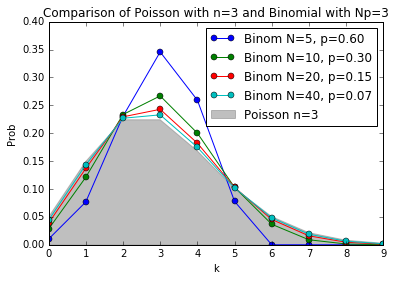 Comparison of Poisson with n=3 and Binomial with Np=3
0.40
0.35
0.30
0.25
0.20
0.15
0.10
0.05
0.00
Prob
Binom N=5, p=0.60
Binom N=10, p=0.30
Binom N=20, p=0.15
Binom N=40, p=0.07
Poisson n=3
0 1 2 3 4 5 6 7 8 9
k